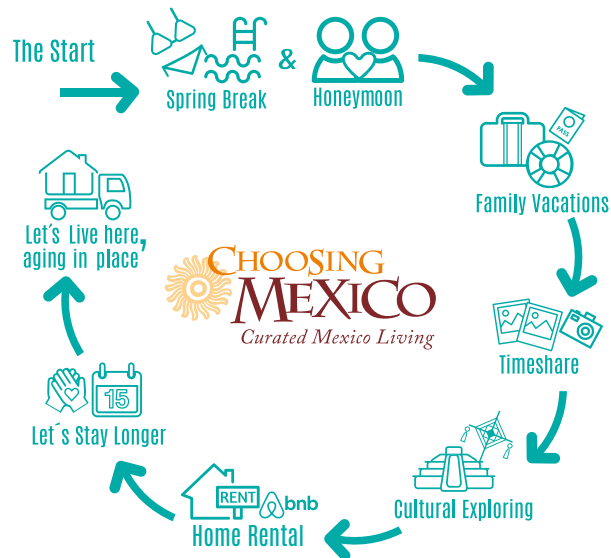 The Start
Spring Break
&
Honeymoon
PASS
Family Vacations
Timeshare
Cultural Exploring
RENT
bnb
Home Rental
15
Let´s Stay Longer
Let´s Live here,
aging in place
CHOOSING
MEXICO
Curated Mexico Living